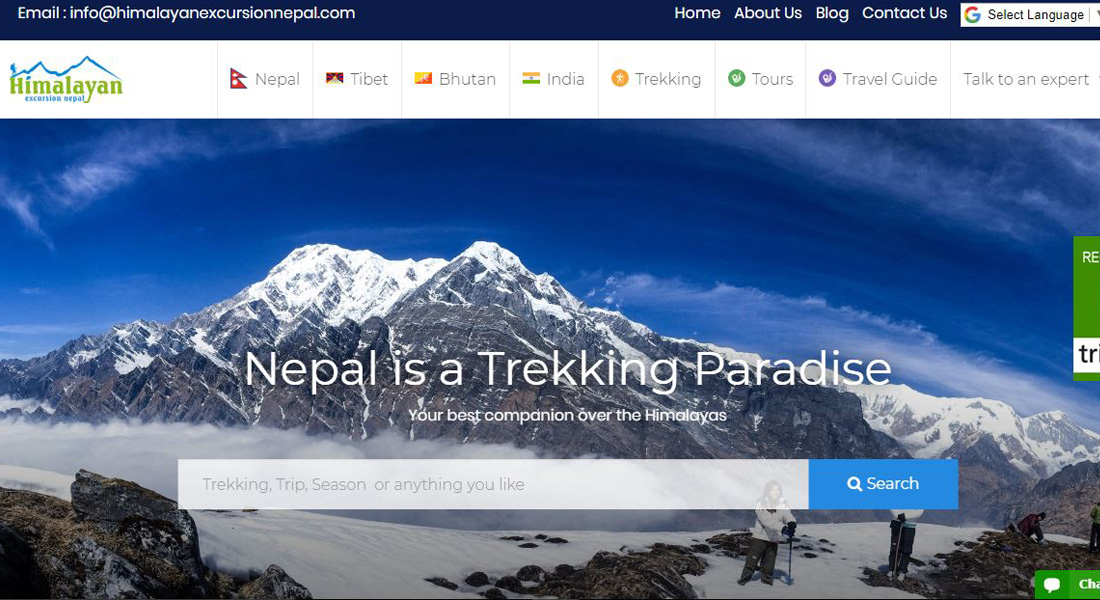 Email : info@himalayanexcursionnepal.com
Home About Us Blog Contact Us Select Language
Himalayan
excursion nepal
Nepal Tibet Bhutan India Trekking Tours Travel Guide Talk to an expert
RE
tri
Nepal is a Trekking Paradise
Your best companion over the Himalayas
Trekking, Trip, Season or anything you like
Search
Cha